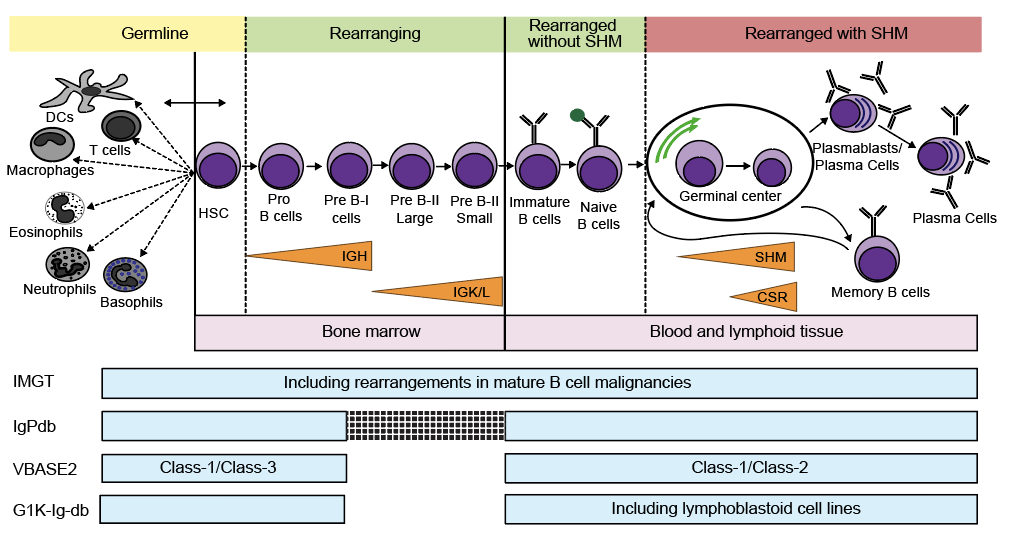 Germline
Rearranging
Rearranged
without SHM
Rearranged with SHM
DCs
T cells
Macrophages
Eosinophils
Neutrophils
Basophils
HSC
Pro
B cells
Pre B-I
cells
Pre B-II
Large
Pre B-II
Small
Immature
B cells
Naive
B cells
Germinal center
Plasmablasts/
Plasma Cells
Plasma Cells
Memory B cells
IGH
IGK/L
SHM
CSR
Bone marrow
Blood and lymphoid tissue
IMGT
Including rearrangements in mature B cell malignancies
IgPdb
VBASE2
Class-1/Class-3
Class-1/Class-2
G1K-Ig-db
Including lymphoblastoid cell lines